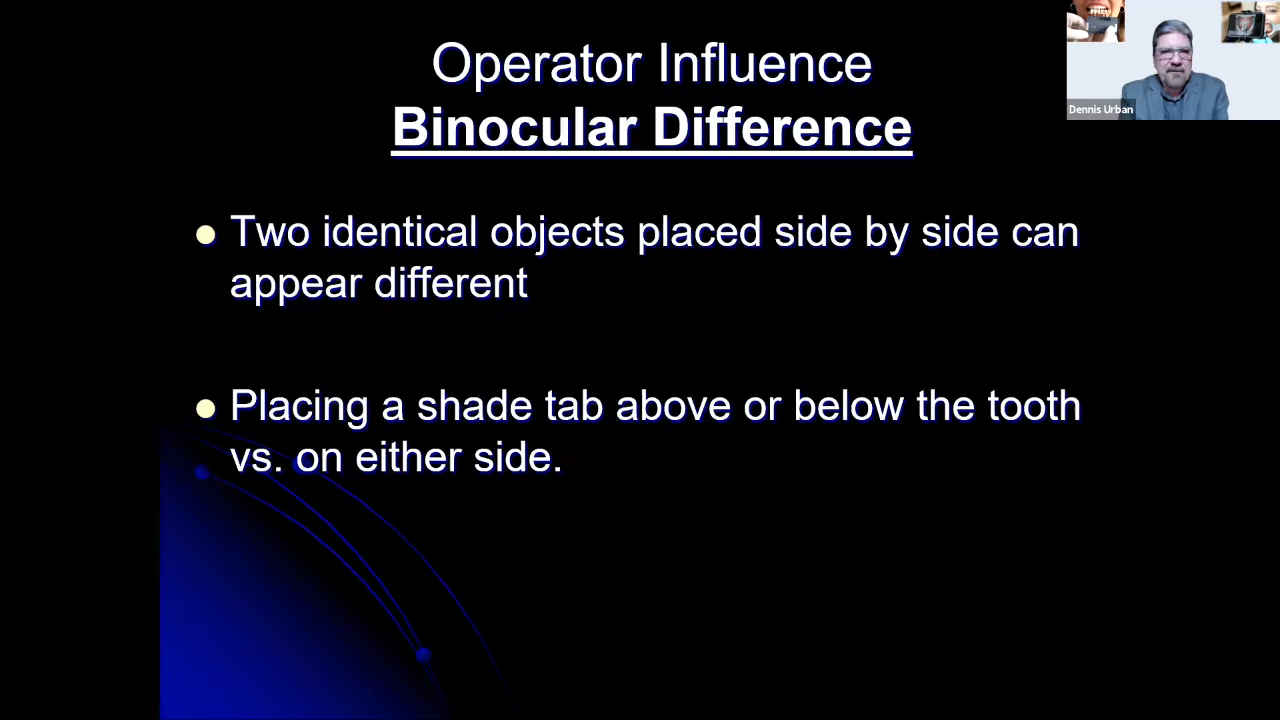 Operator Influence
Binocular Difference
Dennis Urban
Two identical objects placed side by side can
appear different
Placing a shade tab above or below the tooth
vs. on either side.